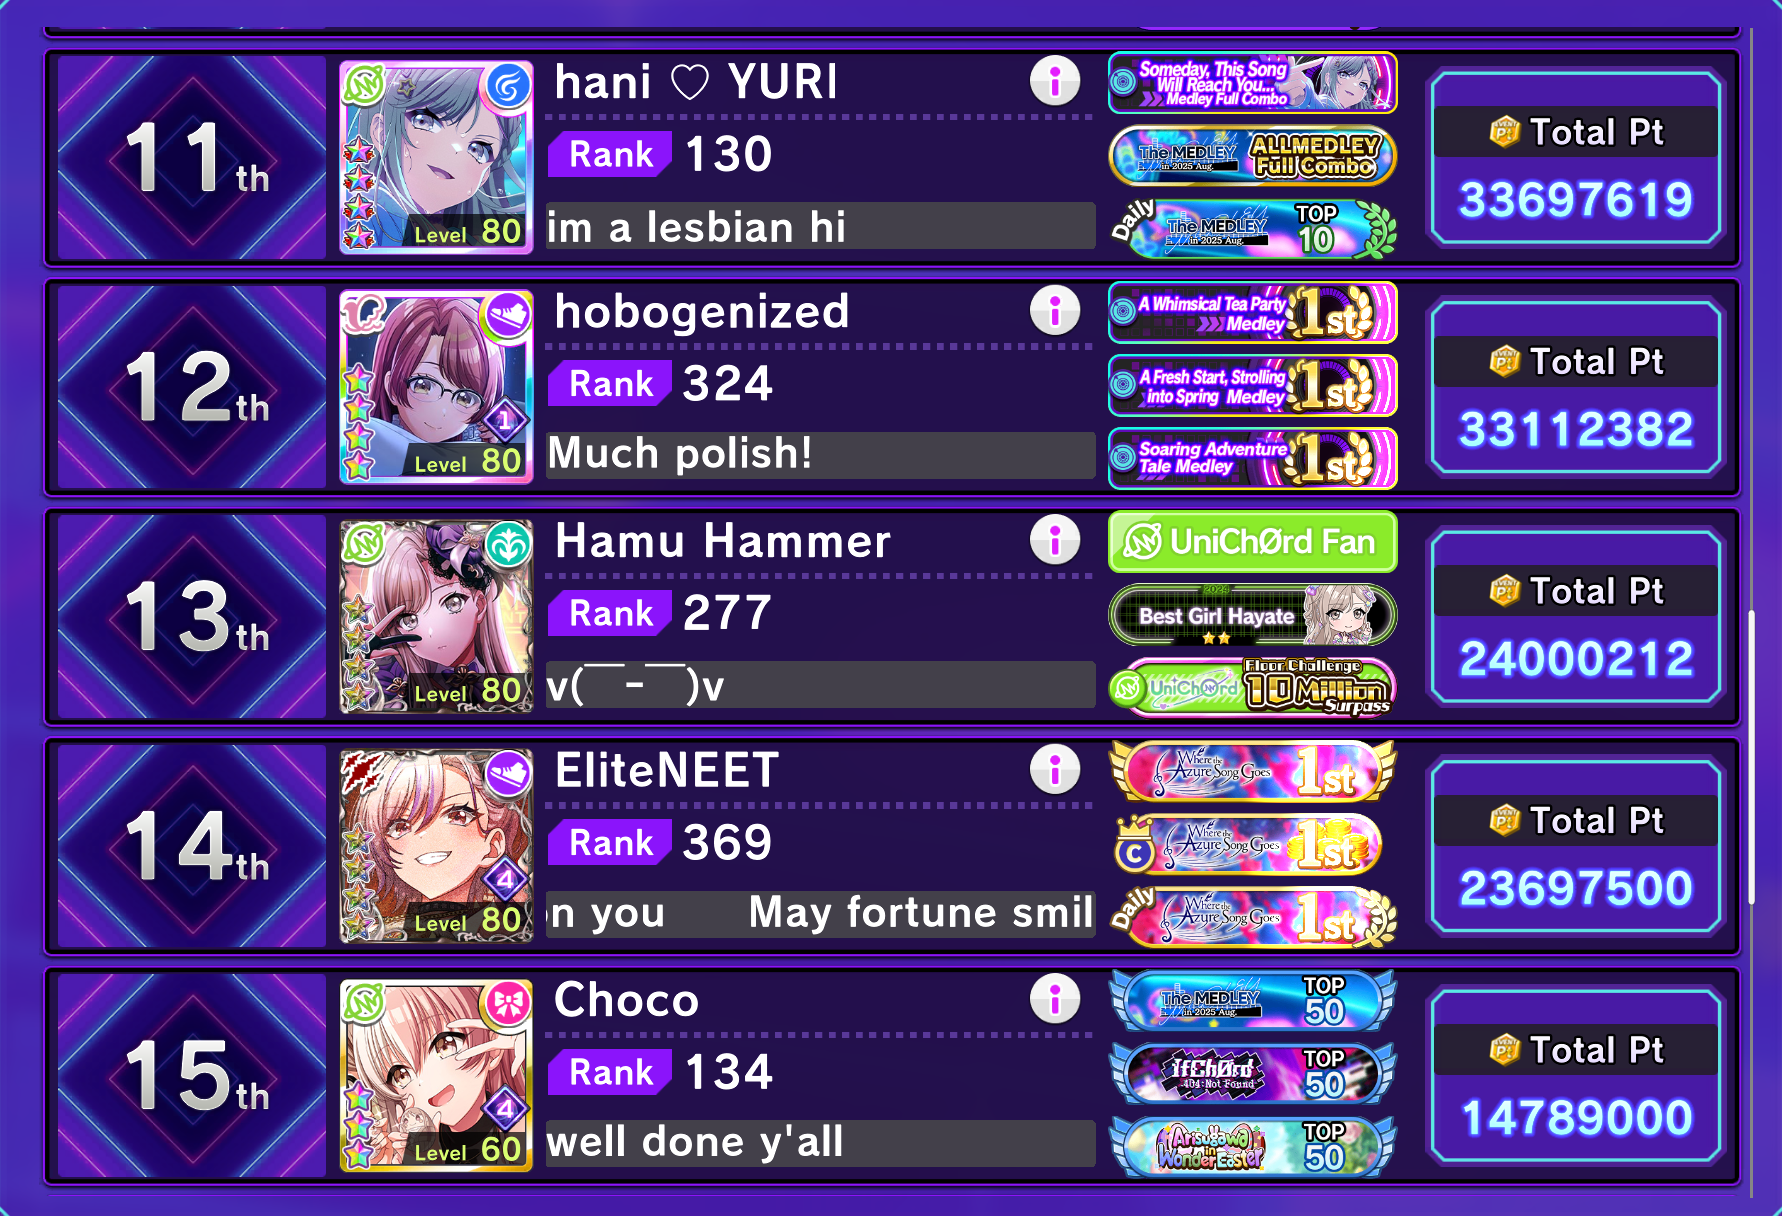 11th
Level 80
hani ♡ YURI
Rank 130
im a lesbian hi
Someday, This Song
Will Reach You...
Medley Full Combo
The MEDLEY
in 2025 Aug.
ALLMEDLEY
Full Combo
Daily
The MEDLEY
in 2025 Aug.
TOP
10
Total Pt
33697619
12th
1
Level 80
hobogenized
Rank 324
Much polish!
A Whimsical Tea Party
Medley
1st
A Fresh Start, Strolling
into Spring Medley
1st
Soaring Adventure
Tale Medley
1st
Total Pt
33112382
13th
Level 80
Hamu Hammer
Rank 277
v(￣ｰ￣)v
UniChØrd Fan
2024
Best Girl Hayate
UniChØrd
Floor Challenge
10 Million
Surpass
Total Pt
24000212
14th
4
Level 80
EliteNEET
Rank 369
n you May fortune smil
Where the
Azure Song Goes
1st
C
Where the
Azure Song Goes
1st
Daily
Where the
Azure Song Goes
1st
Total Pt
23697500
15th
4
Level 60
Choco
Rank 134
well done y'all
The MEDLEY
in 2025 Aug.
TOP
50
IfChØrd
404:Not Found
TOP
50
Arisugawa
in
Wonder Easter
TOP
50
Total Pt
14789000